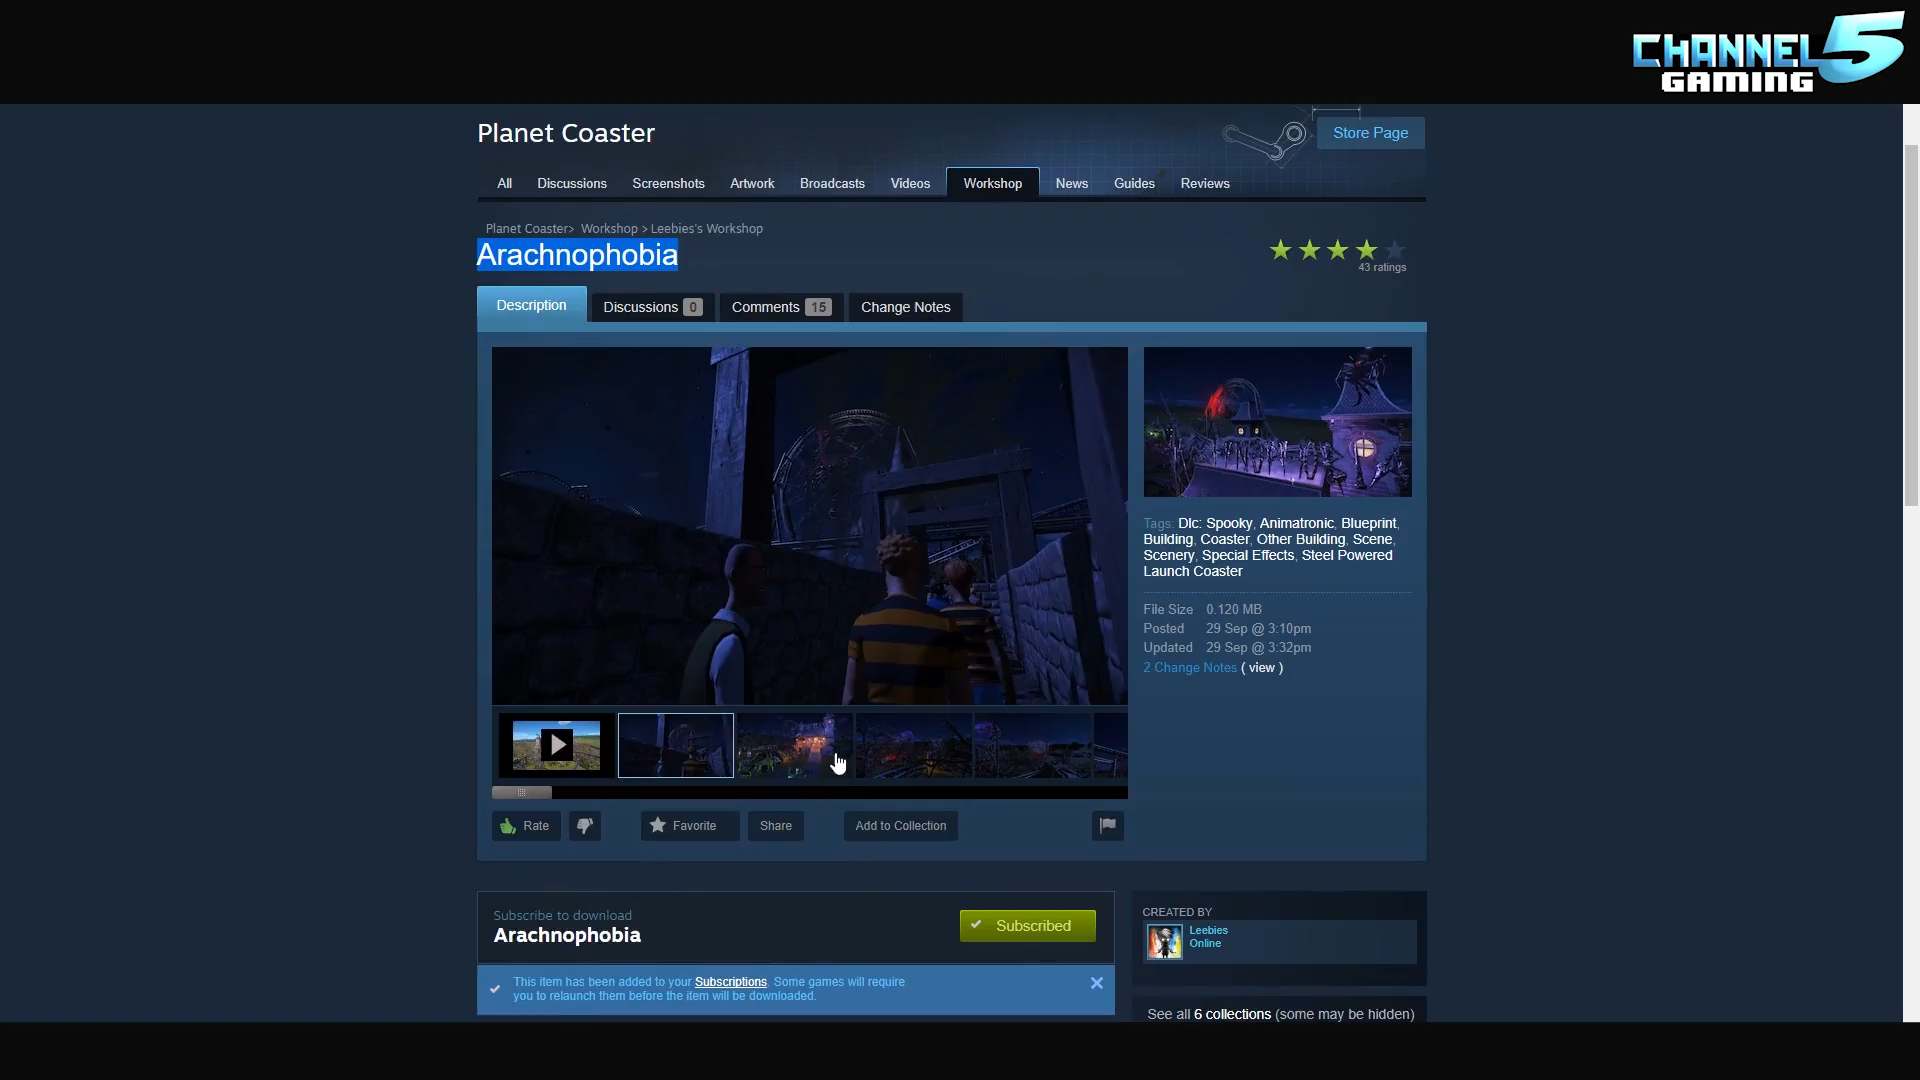 CHANNEL 5
GAMING
Planet Coaster
Store Page
All Discussions Screenshots Artwork Broadcasts Videos Workshop News Guides Reviews
Planet Coaster> Workshop > Leebies's Workshop
Arachnophobia
43 ratings
Description Discussions 0 Comments 15 Change Notes
Tags: Dlc: Spooky, Animatronic, Blueprint,
Building, Coaster, Other Building, Scene,
Scenery, Special Effects, Steel Powered
Launch Coaster
File Size 0.120 MB
Posted 29 Sep @ 3:10pm
Updated 29 Sep @ 3:32pm
2 Change Notes ( view )
Rate Favorite Share Add to Collection
Subscribe to download
Arachnophobia
Subscribed
This item has been added to your Subscriptions. Some games will require
you to relaunch them before the item will be downloaded.
CREATED BY
Leebies
Online
See all 6 collections (some may be hidden)